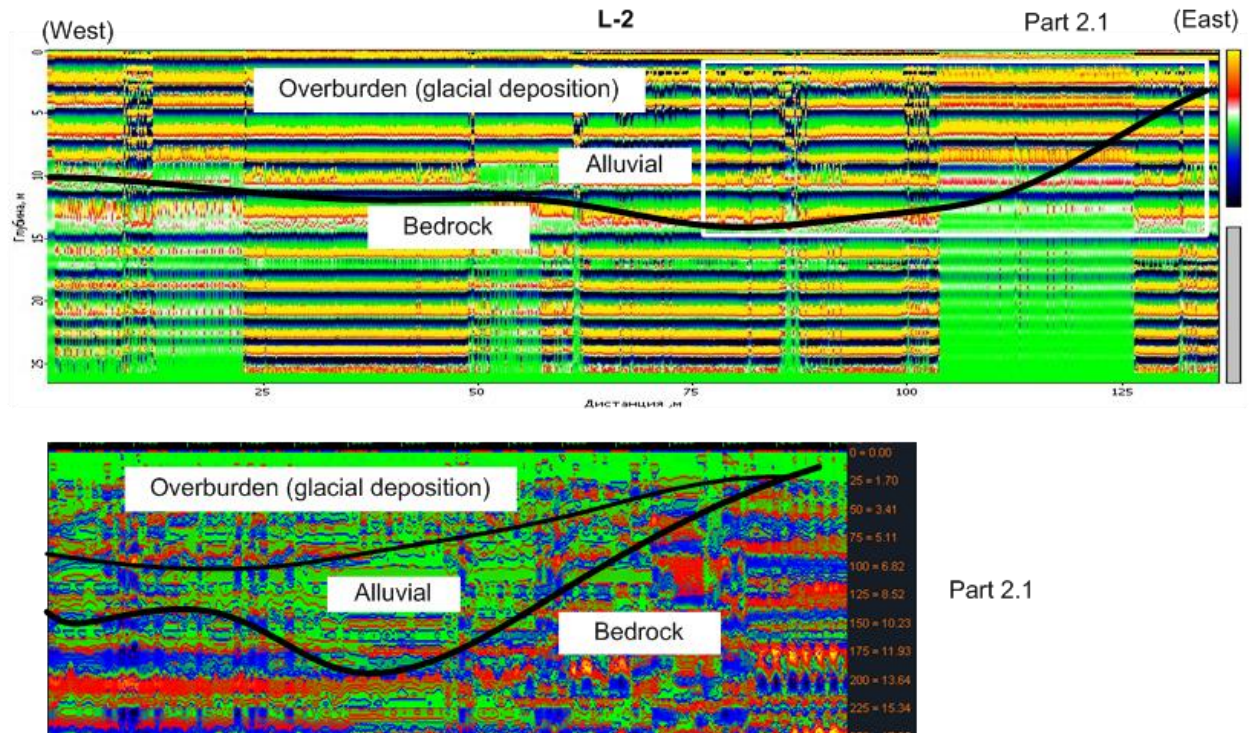 (West)
L-2
Part 2.1
(East)
Overburden (glacial deposition)
Alluvial
Bedrock
Глубина,м
0
5
10
15
20
25
25
50
75
100
125
Дистанция ,м
Overburden (glacial deposition)
Alluvial
Bedrock
0 = 0.00
25 = 1.70
50 = 3.41
75 = 5.11
100 = 6.82
125 = 8.52
150 = 10.23
175 = 11.93
200 = 13.64
225 = 15.34
Part 2.1